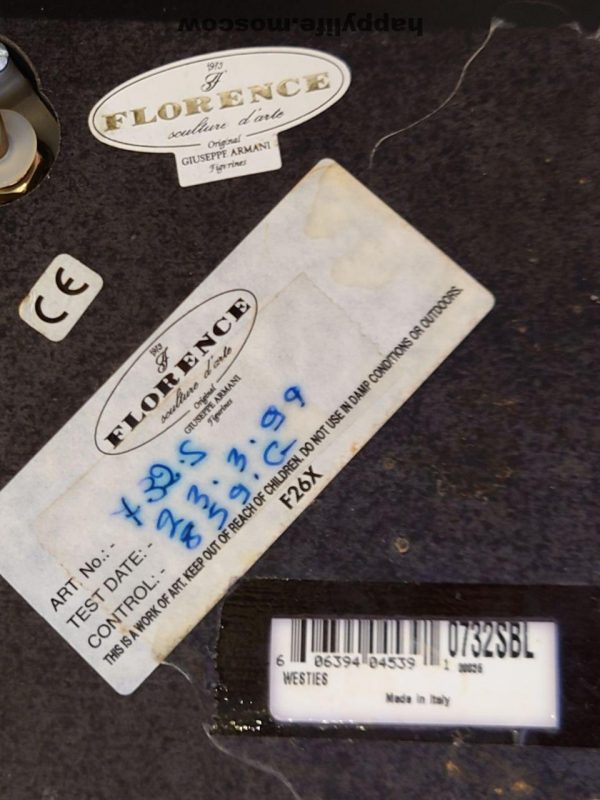 happylife.moscow
1973
FLORENCE
sculture d'arte
Original
GIUSEPPE ARMANI
Figurines
CE
1973
FLORENCE
sculture d'arte
Original
GIUSEPPE ARMANI
Figurines
ART. No.:-
TEST DATE:- 23.3.99
CONTROL:- 859.G
THIS IS A WORK OF ART. KEEP OUT OF REACH OF CHILDREN. DO NOT USE IN DAMP CONDITIONS OR OUTDOORS.
F26X
0732SBL
6 06394 04539 1 00026
WESTIES
Made in Italy